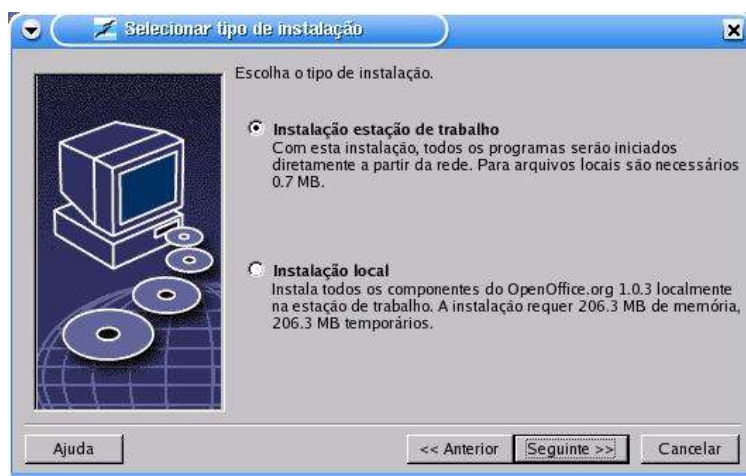 Selecionar tipo de instalação
Escolha o tipo de instalação.
Instalação estação de trabalho
Com esta instalação, todos os programas serão iniciados
diretamente a partir da rede. Para arquivos locais são necessários
0.7 MB.
Instalação local
Instala todos os componentes do OpenOffice.org 1.0.3 localmente
na estação de trabalho. A instalação requer 206.3 MB de memória,
206.3 MB temporários.
Ajuda
<< Anterior
Seguinte >>
Cancelar